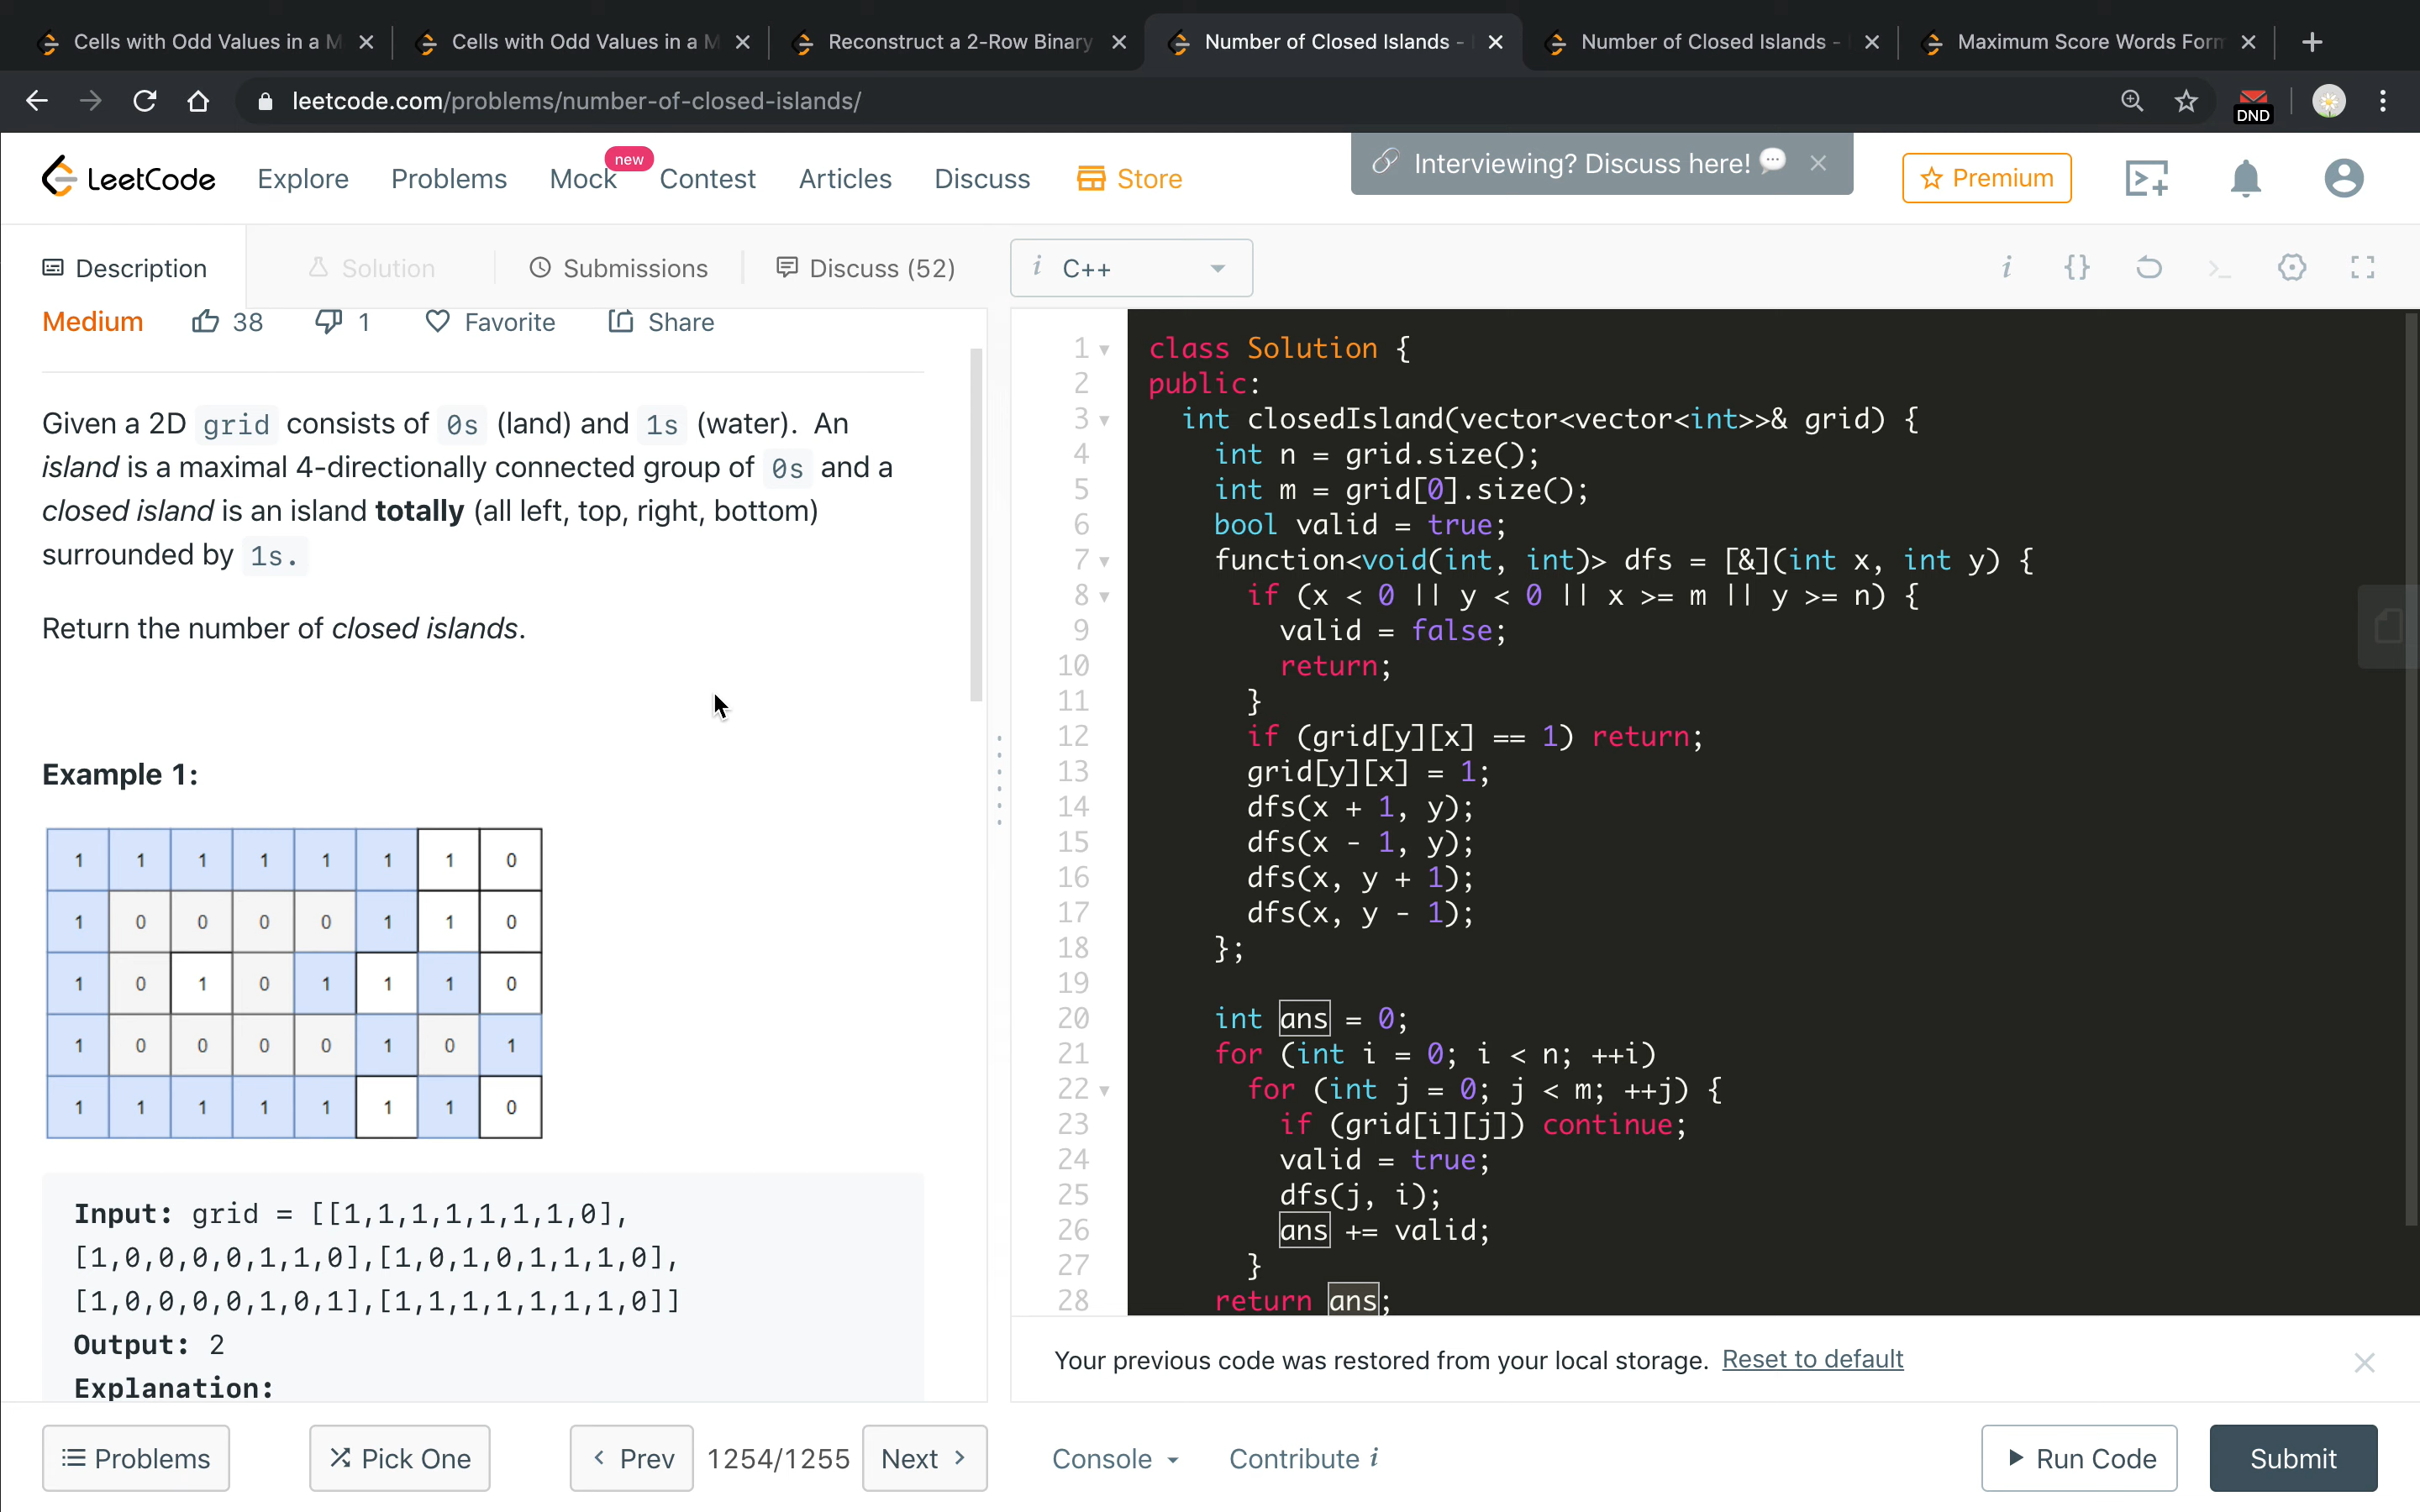 Cells with Odd Values in a M
Cells with Odd Values in a M
Reconstruct a 2-Row Binary
Number of Closed Islands -
Number of Closed Islands -
Maximum Score Words Form
leetcode.com/problems/number-of-closed-islands/
DND
LeetCode
Explore
Problems
Mock
new
Contest
Articles
Discuss
Store
Interviewing? Discuss here! 💬
Premium
Description
Solution
Submissions
Discuss (52)
i C++
i {}
Medium 38 1 Favorite Share
Given a 2D grid consists of 0s (land) and 1s (water). An
island is a maximal 4-directionally connected group of 0s and a
closed island is an island totally (all left, top, right, bottom)
surrounded by 1s.
Return the number of closed islands.
Example 1:
1 1 1 1 1 1 1 0
1 0 0 0 0 1 1 0
1 0 1 0 1 1 1 0
1 0 0 0 0 1 0 1
1 1 1 1 1 1 1 0
Input: grid = [[1,1,1,1,1,1,1,0],
[1,0,0,0,0,1,1,0],[1,0,1,0,1,1,1,0],
[1,0,0,0,0,1,0,1],[1,1,1,1,1,1,1,0]]
Output: 2
Explanation:
1 class Solution {
2 public:
3 int closedIsland(vector<vector<int>>& grid) {
4 int n = grid.size();
5 int m = grid[0].size();
6 bool valid = true;
7 function<void(int, int)> dfs = [&](int x, int y) {
8 if (x < 0 || y < 0 || x >= m || y >= n) {
9 valid = false;
10 return;
11 }
12 if (grid[y][x] == 1) return;
13 grid[y][x] = 1;
14 dfs(x + 1, y);
15 dfs(x - 1, y);
16 dfs(x, y + 1);
17 dfs(x, y - 1);
18 };
19
20 int ans = 0;
21 for (int i = 0; i < n; ++i)
22 for (int j = 0; j < m; ++j) {
23 if (grid[i][j]) continue;
24 valid = true;
25 dfs(j, i);
26 ans += valid;
27 }
28 return ans;
Your previous code was restored from your local storage. Reset to default
Problems
Pick One
Prev
1254/1255
Next
Console
Contribute i
Run Code
Submit